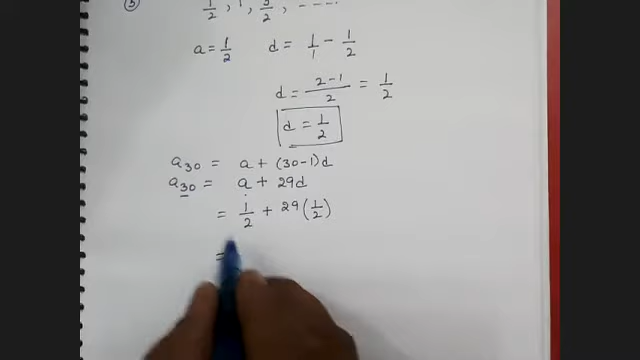 (3) 1/2, 1, 3/2, -----
a = 1/2 d = 1/1 - 1/2
d = (2-1)/2 = 1/2
d = 1/2
a30 = a + (30-1)d
a30 = a + 29d
= 1/2 + 29(1/2)
=